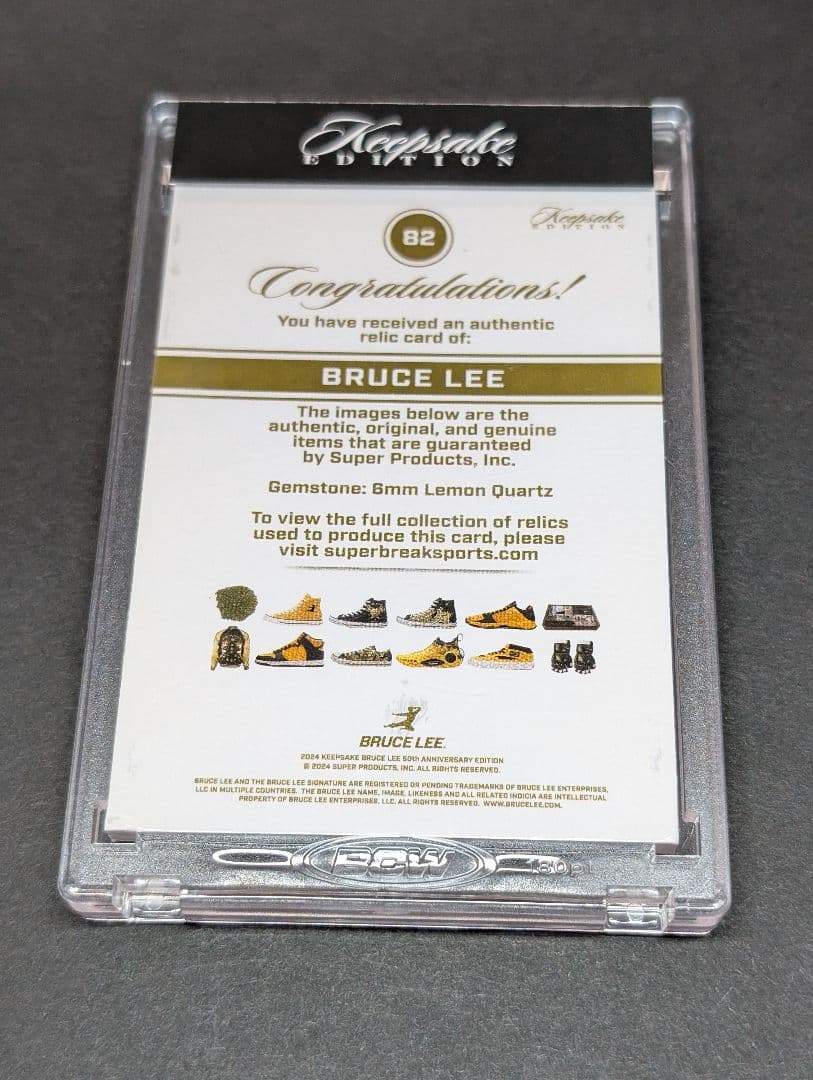 Keepsake
EDITION
82
Keepsake
EDITION
Congratulations!
You have received an authentic
relic card of:
BRUCE LEE
The images below are the
authentic, original, and genuine
items that are guaranteed
by Super Products, Inc.
Gemstone: 6mm Lemon Quartz
To view the full collection of relics
used to produce this card, please
visit superbreaksports.com
BRUCE LEE.
2024 KEEPSAKE BRUCE LEE 50th ANNIVERSARY EDITION
© 2024 SUPER PRODUCTS, INC. ALL RIGHTS RESERVED.
BRUCE LEE AND THE BRUCE LEE SIGNATURE ARE REGISTERED OR PENDING TRADEMARKS OF BRUCE LEE ENTERPRISES,
LLC IN MULTIPLE COUNTRIES. THE BRUCE LEE NAME, IMAGE, LIKENESS AND ALL RELATED INDICIA ARE INTELLECTUAL
PROPERTY OF BRUCE LEE ENTERPRISES, LLC. ALL RIGHTS RESERVED. WWW.BRUCELEE.COM.
BCW
180pt